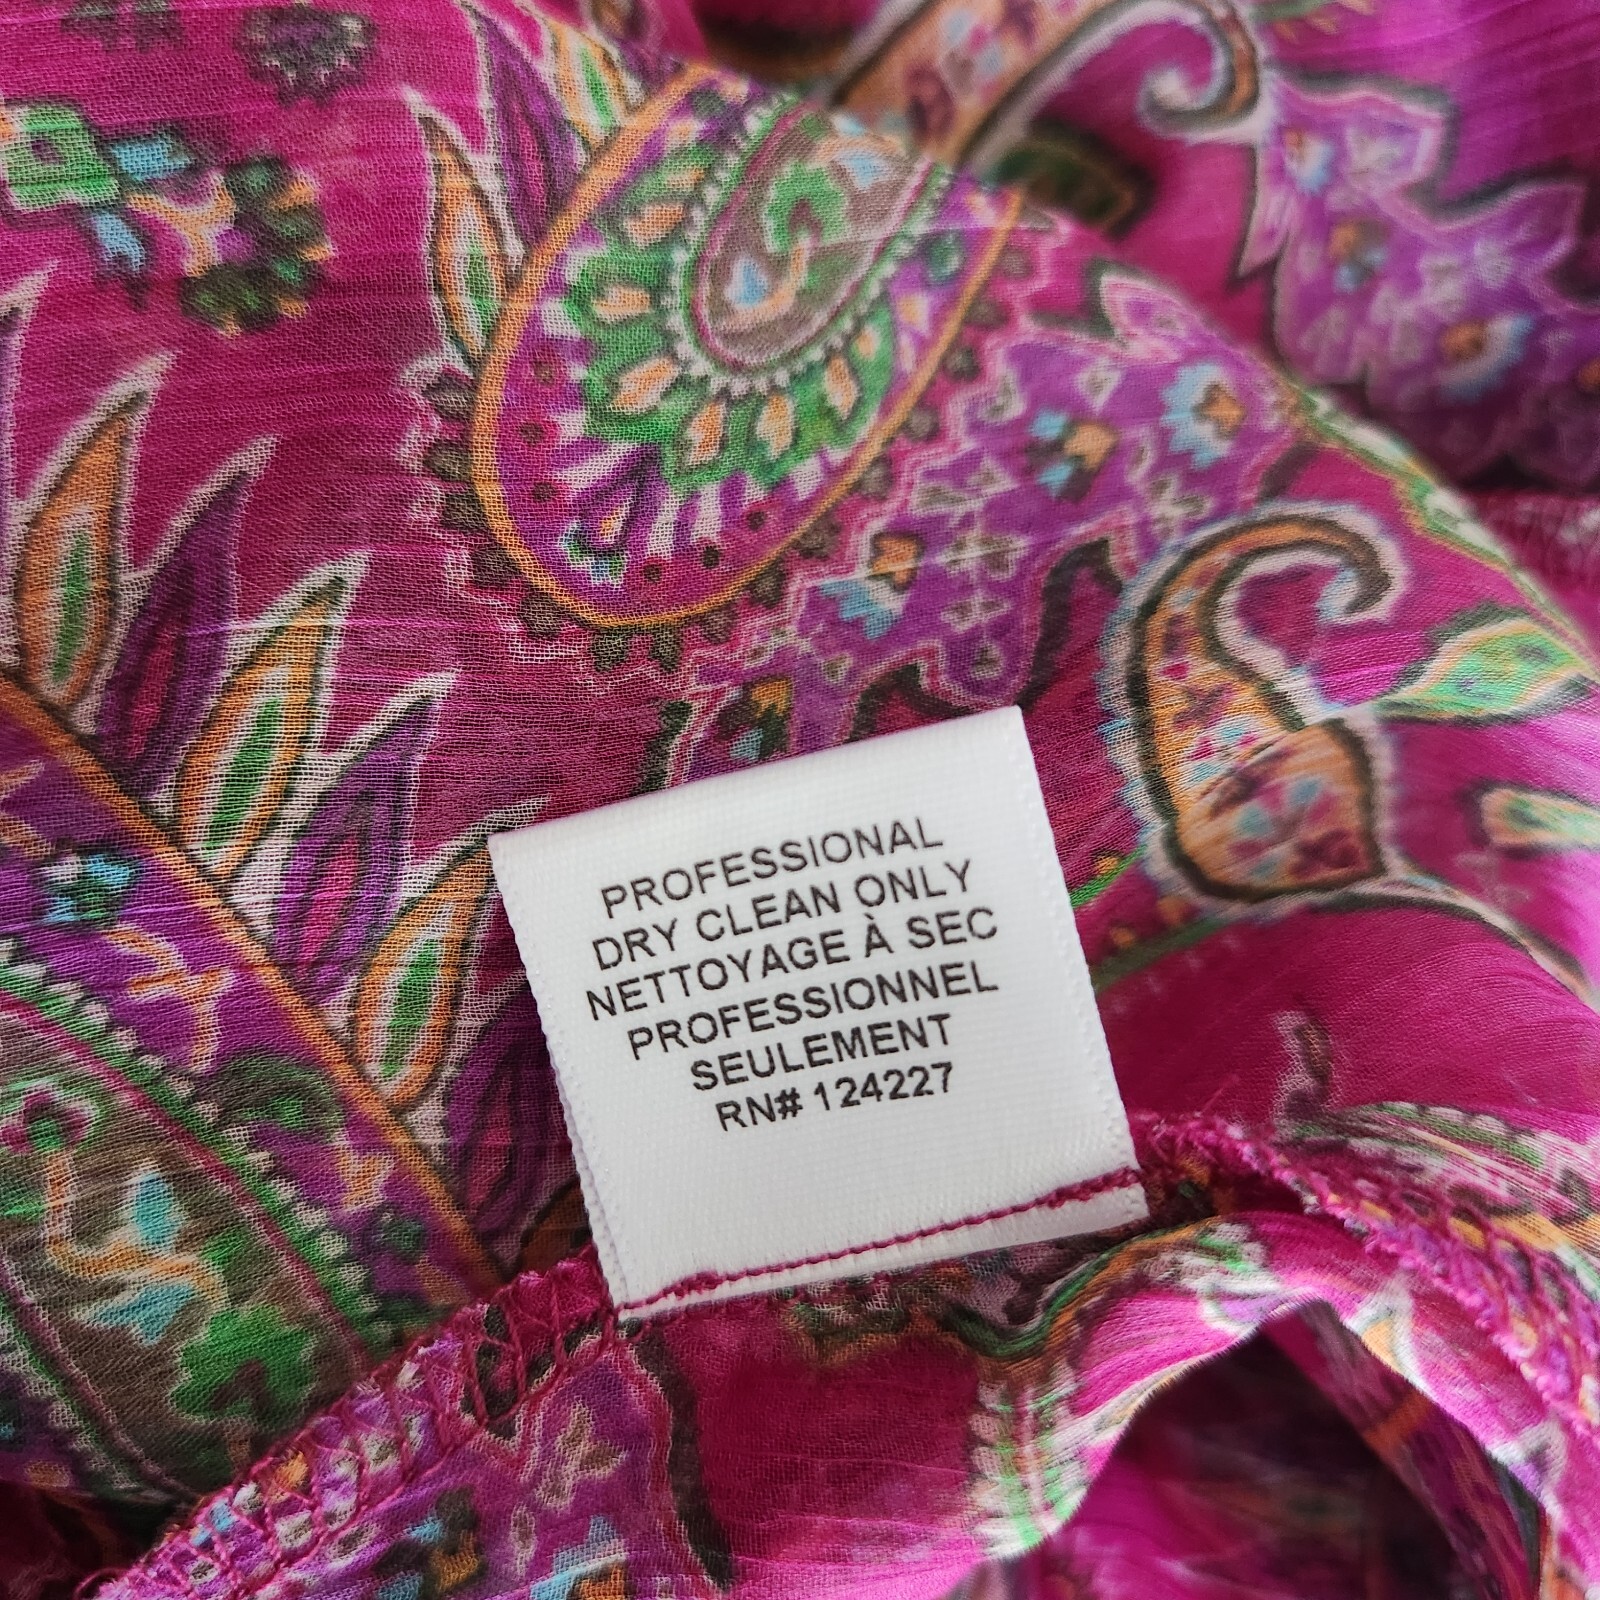 PROFESSIONAL
DRY CLEAN ONLY
NETTOYAGE À SEC
PROFESSIONNEL
SEULEMENT
RN# 124227